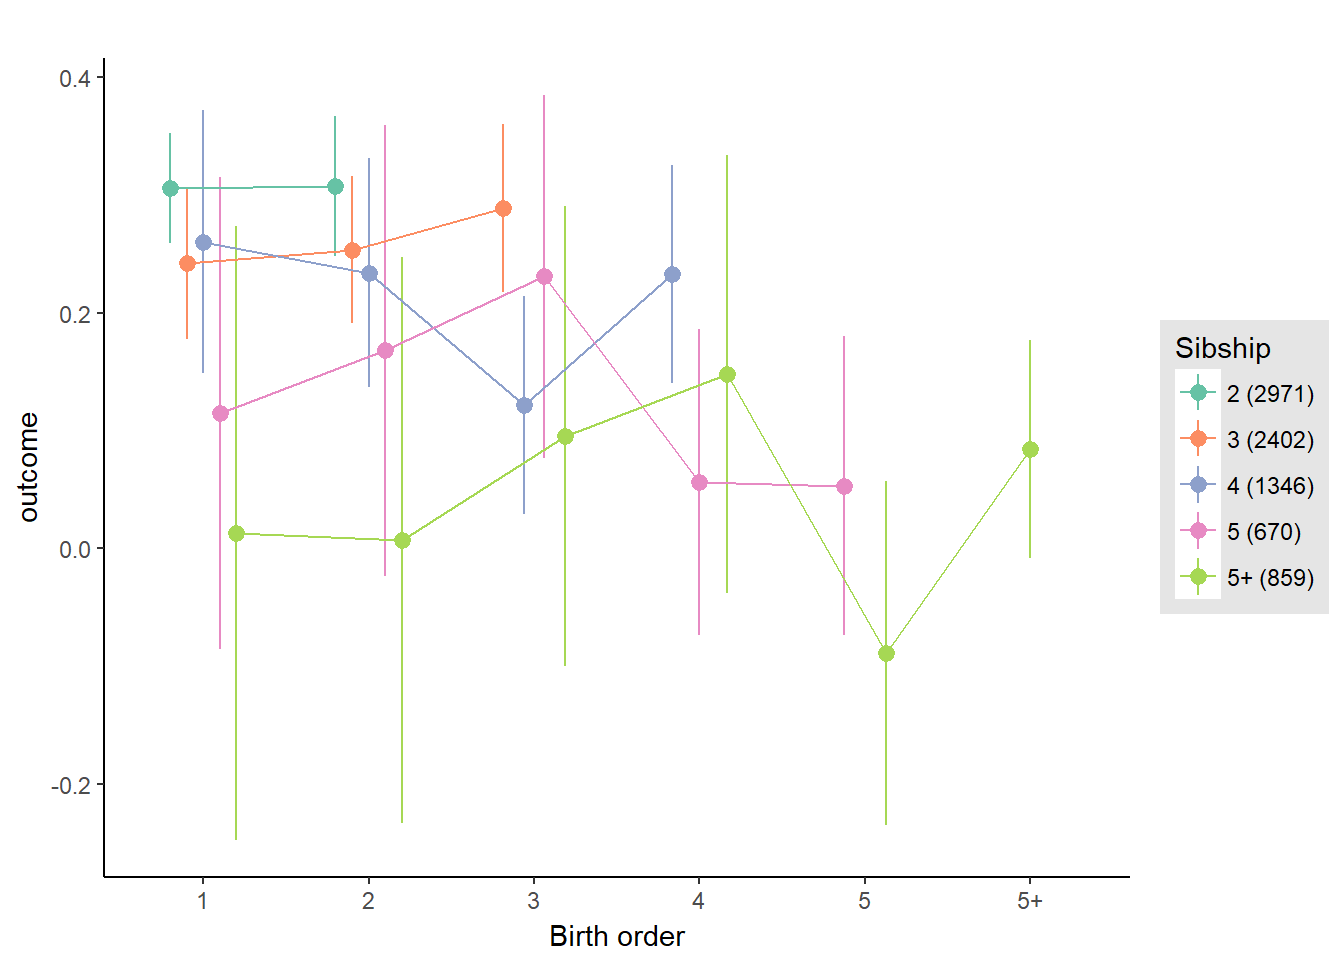 0.4
0.2
0.0
-0.2
outcome
1 2 3 4 5 5+
Birth order
Sibship
2 (2971)
3 (2402)
4 (1346)
5 (670)
5+ (859)